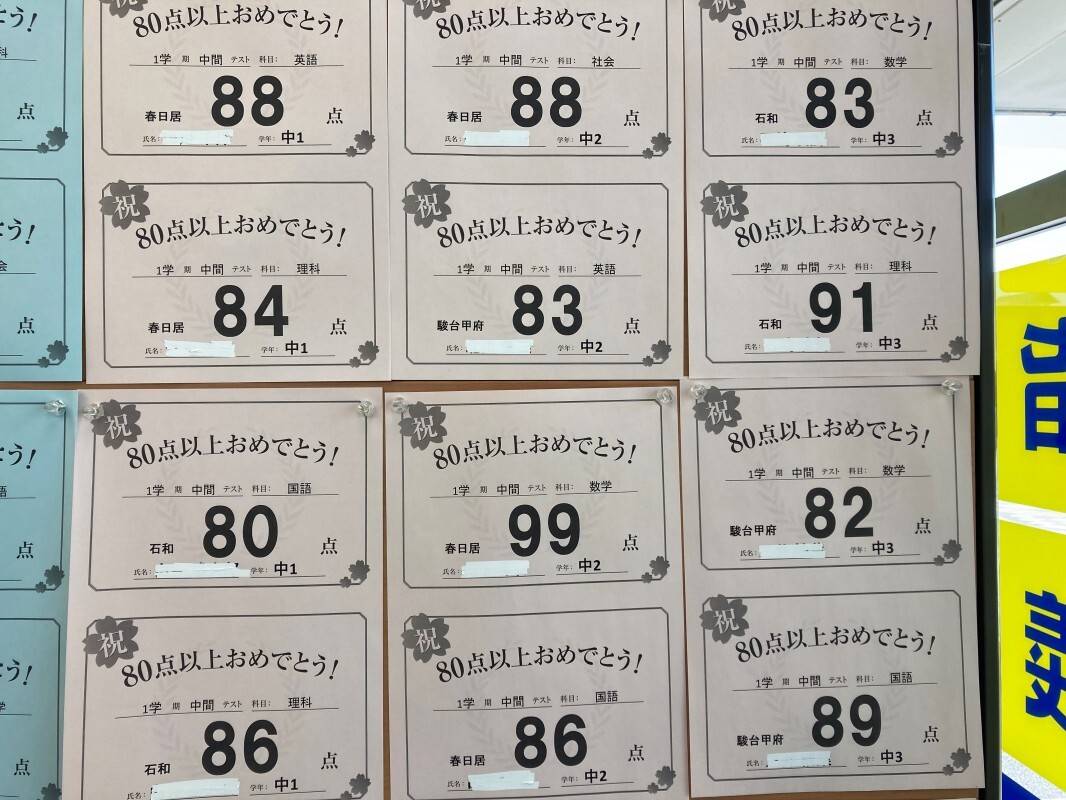 祝
80点以上おめでとう!
1学 期 中間 テスト 科目: 英語
春日居 88 点
氏名: 学年: 中1
祝
80点以上おめでとう!
1学 期 中間 テスト 科目: 社会
春日居 88 点
氏名: 学年: 中2
祝
80点以上おめでとう!
1学 期 中間 テスト 科目: 数学
石和 83 点
氏名: 学年: 中3
祝
80点以上おめでとう!
1学 期 中間 テスト 科目: 理科
春日居 84 点
氏名: 学年: 中1
祝
80点以上おめでとう!
1学 期 中間 テスト 科目: 英語
駿台甲府 83 点
氏名: 学年: 中2
祝
80点以上おめでとう!
1学 期 中間 テスト 科目: 理科
石和 91 点
氏名: 学年: 中3
祝
80点以上おめでとう!
1学 期 中間 テスト 科目: 国語
石和 80 点
氏名: 学年: 中1
祝
80点以上おめでとう!
1学 期 中間 テスト 科目: 数学
春日居 99 点
氏名: 学年: 中2
祝
80点以上おめでとう!
1学 期 中間 テスト 科目: 数学
駿台甲府 82 点
氏名: 学年: 中3
祝
80点以上おめでとう!
1学 期 中間 テスト 科目: 理科
石和 86 点
氏名: 学年: 中1
祝
80点以上おめでとう!
1学 期 中間 テスト 科目: 国語
春日居 86 点
氏名: 学年: 中2
祝
80点以上おめでとう!
1学 期 中間 テスト 科目: 国語
駿台甲府 89 点
氏名: 学年: 中3
とう!
科
点
とう!
会
点
とう!
語
点
とう!
学
点